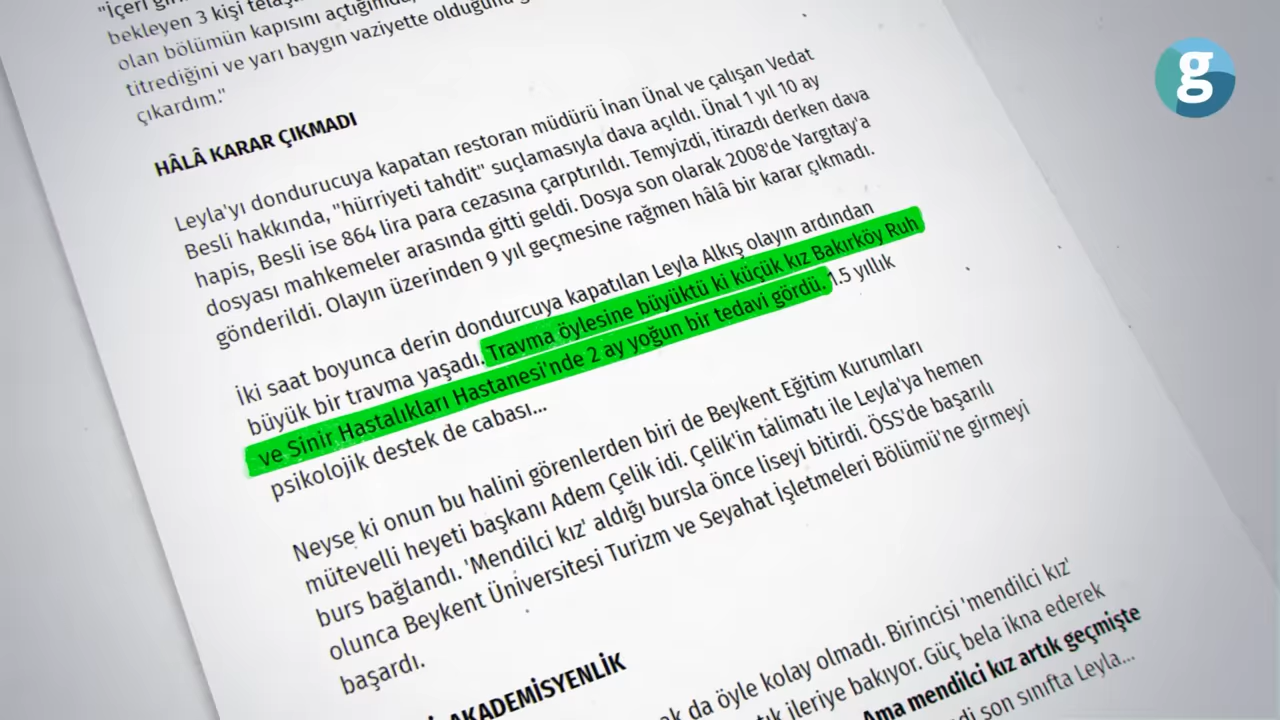 "İçeri
bekleyen 3 kişi
olan bölümün kapısını açtığında,
titrediğini ve yarı baygın vaziyette olduğunu
çıkardım."
HÂLÂ KARAR ÇIKMADI
Leyla'yı dondurucuya kapatan restoran müdürü İnan Ünal ve çalışan Vedat
Besli hakkında, "hürriyeti tahdit" suçlamasıyla dava açıldı. Ünal 1 yıl 10 ay
hapis, Besli ise 864 lira para cezasına çarptırıldı. Temyizdi, itirazdı derken dava
dosyası mahkemeler arasında gitti geldi. Dosya son olarak 2008'de Yargıtay'a
gönderildi. Olayın üzerinden 9 yıl geçmesine rağmen hâlâ bir karar çıkmadı.
İki saat boyunca derin dondurcuya kapatılan Leyla Alkış olayın ardından
büyük bir travma yaşadı. Travma öylesine büyüktü ki küçük kız Bakırköy Ruh
ve Sinir Hastalıkları Hastanesi'nde 2 ay yoğun bir tedavi gördü. 1.5 yıllık
psikolojik destek de cabası...
Neyse ki onun bu halini görenlerden biri de Beykent Eğitim Kurumları
mütevelli heyeti başkanı Adem Çelik idi. Çelik'in talimatı ile Leyla'ya hemen
burs bağlandı. 'Mendilci kız' aldığı bursla önce liseyi bitirdi. ÖSS'de başarılı
olunca Beykent Üniversitesi Turizm ve Seyahat İşletmeleri Bölümü'ne girmeyi
başardı.
AKADEMİSYENLİK
da öyle kolay olmadı. Birincisi 'mendilci kız'
ileriye bakıyor. Güç bela ikna ederek
Ama mendilci kız artık geçmişte
son sınıfta Leyla...
g